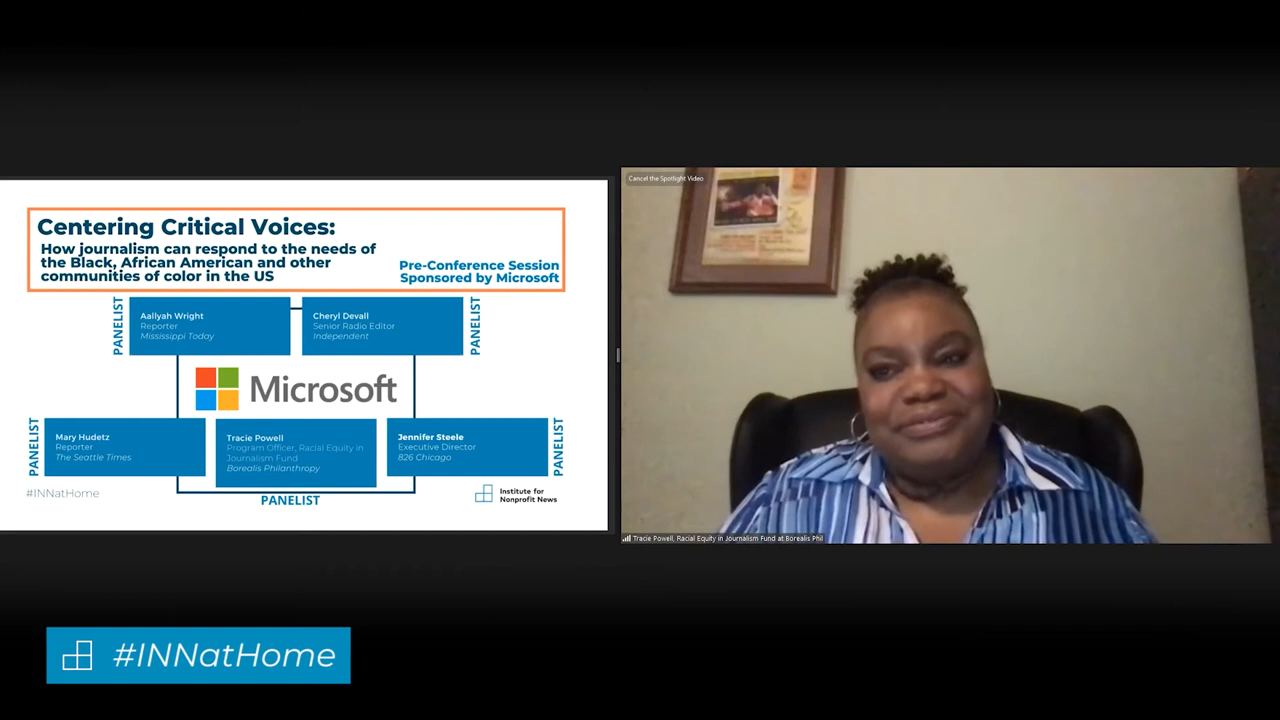 Centering Critical Voices:
How journalism can respond to the needs of
the Black, African American and other
communities of color in the US
Pre-Conference Session
Sponsored by Microsoft
PANELIST
Aallyah Wright
Reporter
Mississippi Today
Cheryl Devall
Senior Radio Editor
Independent
PANELIST
Microsoft
PANELIST
Mary Hudetz
Reporter
The Seattle Times
Tracie Powell
Program Officer, Racial Equity in
Journalism Fund
Borealis Philanthropy
Jennifer Steele
Executive Director
826 Chicago
PANELIST
PANELIST
#INNatHome
Institute for
Nonprofit News
Cancel the Spotlight Video
Tracie Powell, Racial Equity in Journalism Fund at Borealis Phil
#INNatHome